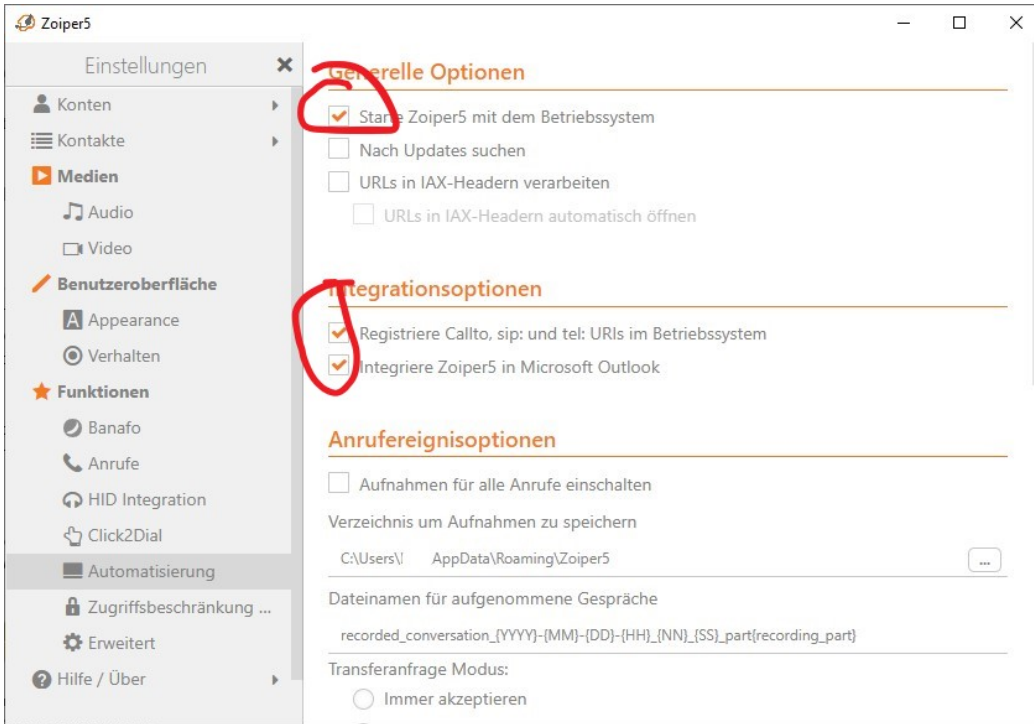 Zoiper5
Einstellungen
Konten
Kontakte
Medien
Audio
Video
Benutzeroberfläche
Appearance
Verhalten
Funktionen
Banafo
Anrufe
HID Integration
Click2Dial
Automatisierung
Zugriffsbeschränkung ...
Erweitert
Hilfe / Über
Generelle Optionen
Starte Zoiper5 mit dem Betriebssystem
Nach Updates suchen
URLs in IAX-Headern verarbeiten
URLs in IAX-Headern automatisch öffnen
Integrationsoptionen
Registriere Callto, sip: und tel: URIs im Betriebssystem
Integriere Zoiper5 in Microsoft Outlook
Anrufereignisoptionen
Aufnahmen für alle Anrufe einschalten
Verzeichnis um Aufnahmen zu speichern
C:\Users\ AppData\Roaming\Zoiper5
...
Dateinamen für aufgenommene Gespräche
recorded_conversation_{YYYY}-{MM}-{DD}-{HH}_{NN}_{SS}_part{recording_part}
Transferanfrage Modus:
Immer akzeptieren